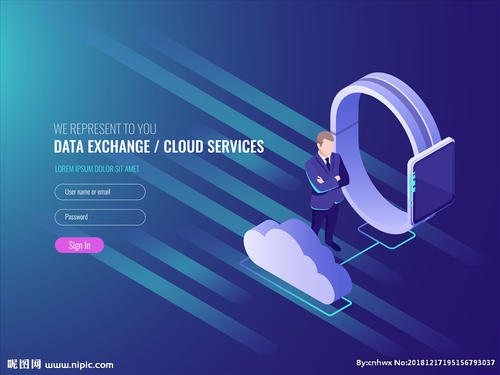 WE REPRESENT TO YOU
DATA EXCHANGE / CLOUD SERVICES
LOREM IPSUM DOLOR SIT AMET
User name or email
Password
Sign In
昵图网 www.nipic.com
By:cnhwx No:20181217195156793037